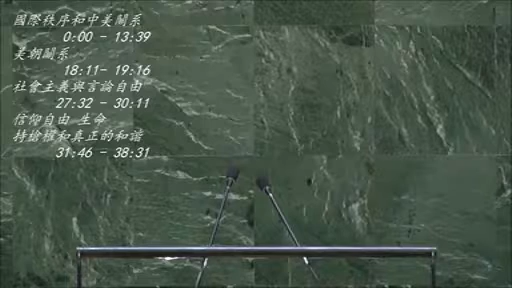 國際秩序和中美關系
0:00 - 13:39
美朝關系
18:11- 19:16
社會主義與言論自由
27:32 - 30:11
信仰自由 生命
持槍權和真正的和諧
31:46 - 38:31